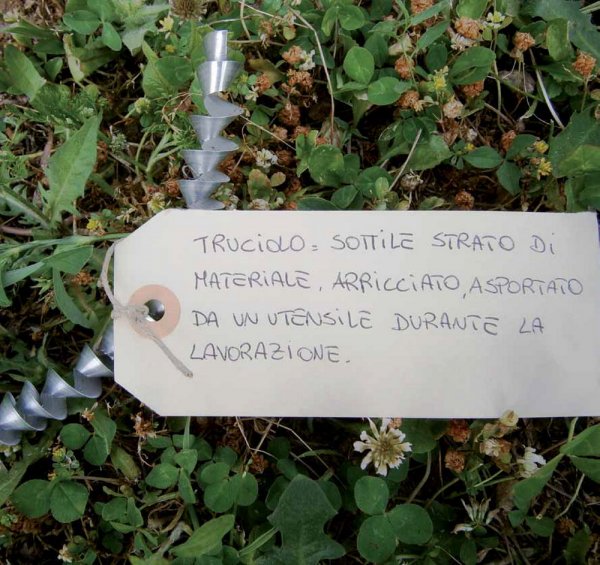 TRUCIOLO = SOTTILE STRATO DI
MATERIALE, ARRICCIATO, ASPORTATO
DA UN UTENSILE DURANTE LA
LAVORAZIONE.